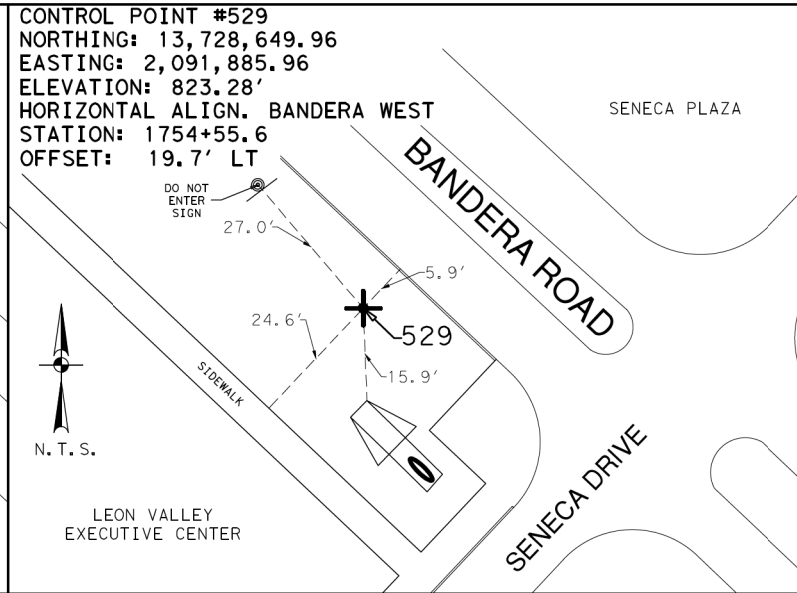 CONTROL POINT #529
NORTHING: 13,728,649.96
EASTING: 2,091,885.96
ELEVATION: 823.28'
HORIZONTAL ALIGN. BANDERA WEST
STATION: 1754+55.6
OFFSET: 19.7' LT
SENECA PLAZA
BANDERA ROAD
DO NOT
ENTER
SIGN
27.0'
5.9'
24.6'
529
15.9'
SIDEWALK
N.T.S.
LEON VALLEY
EXECUTIVE CENTER
SENECA DRIVE